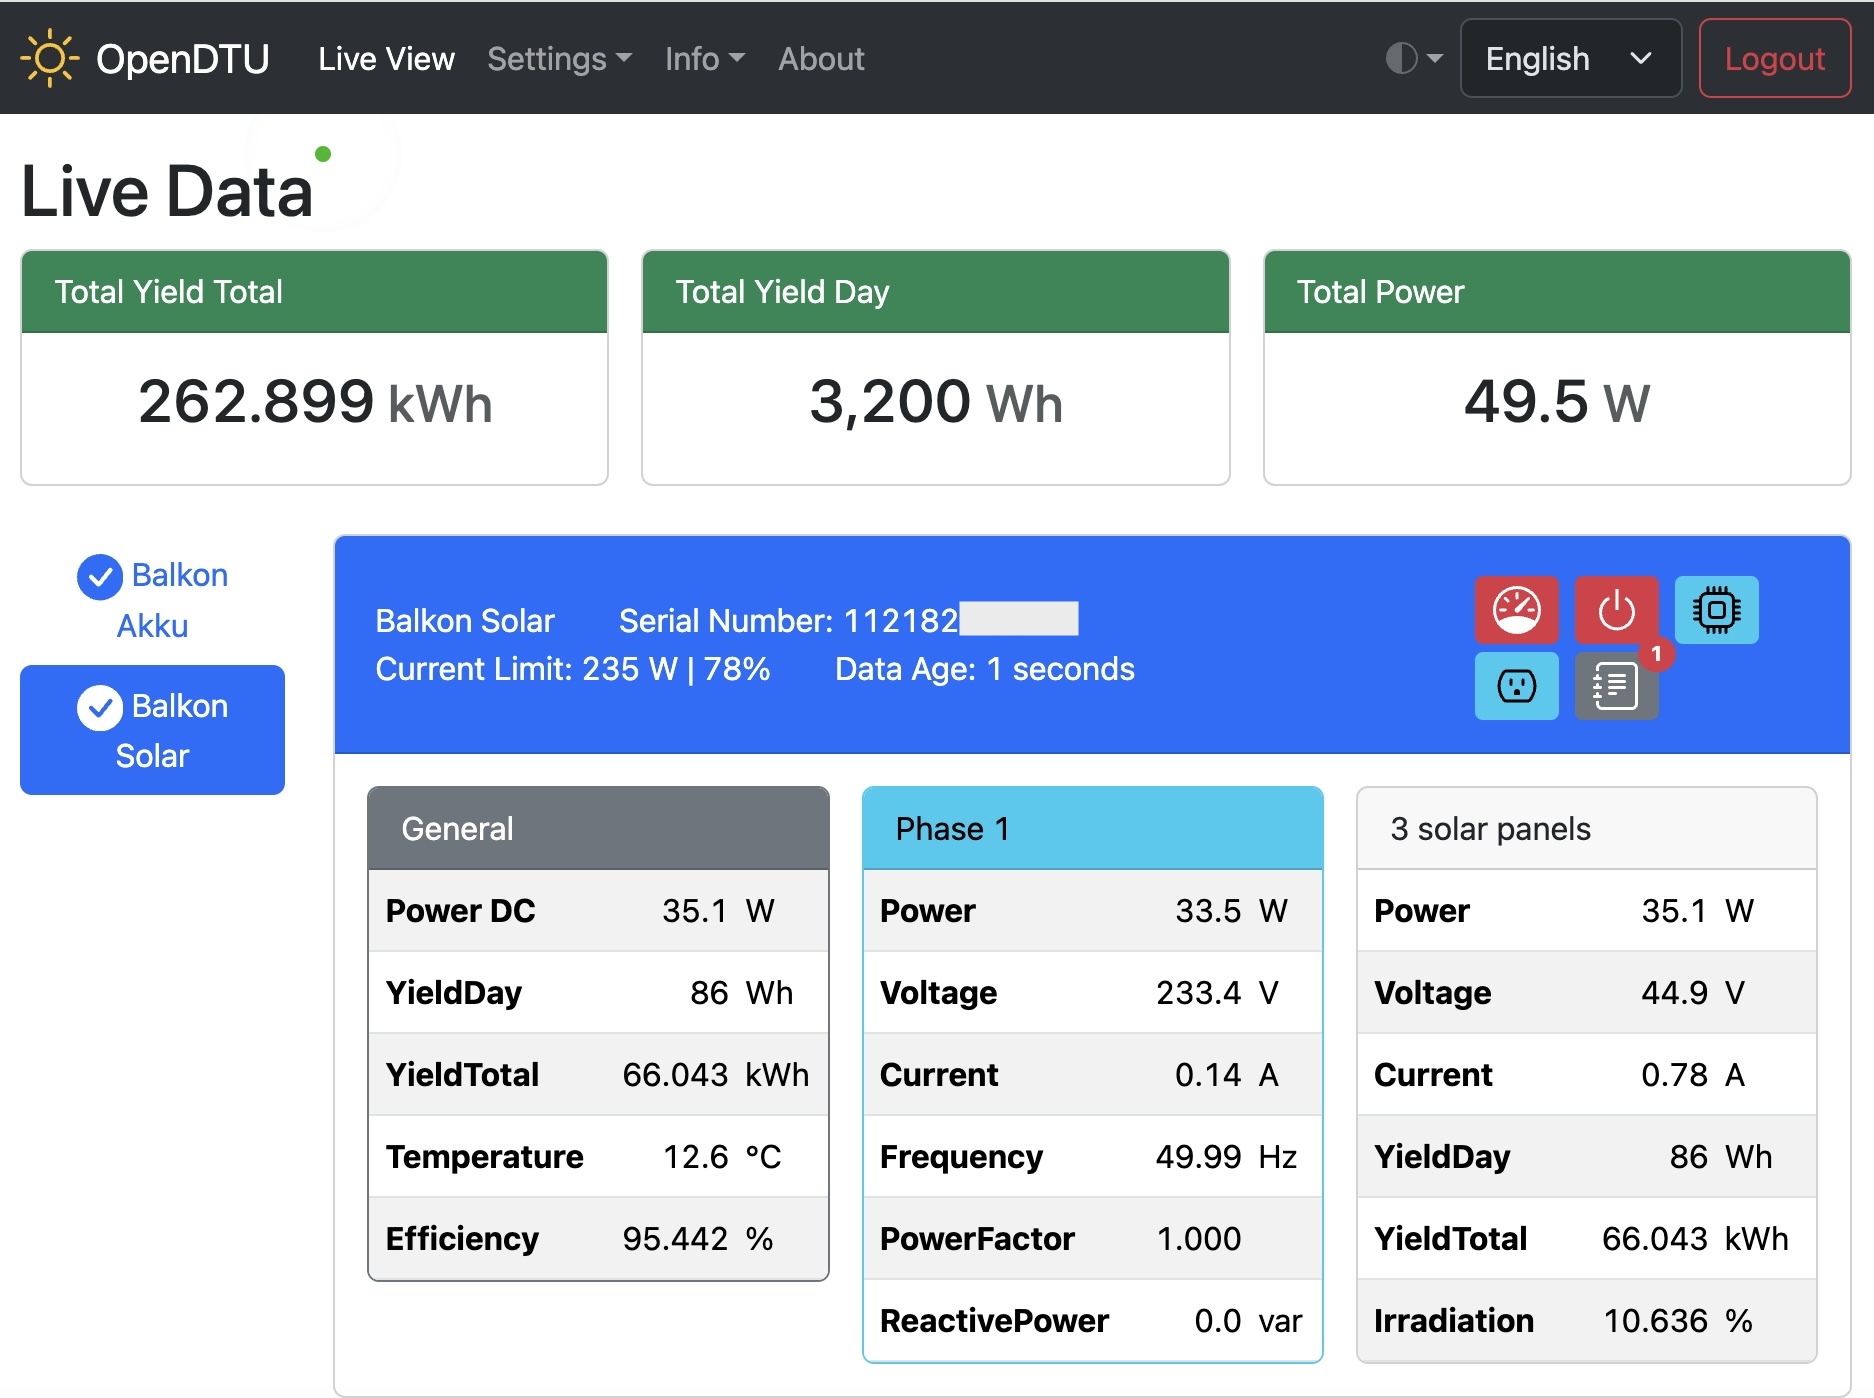 OpenDTU Live View Settings Info About English Logout
Live Data
Total Yield Total
262.899 kWh
Total Yield Day
3,200 Wh
Total Power
49.5 W
Balkon
Akku
Balkon
Solar
Balkon Solar Serial Number: 112182
Current Limit: 235 W | 78% Data Age: 1 seconds
1
General
Power DC 35.1 W
YieldDay 86 Wh
YieldTotal 66.043 kWh
Temperature 12.6 °C
Efficiency 95.442 %
Phase 1
Power 33.5 W
Voltage 233.4 V
Current 0.14 A
Frequency 49.99 Hz
PowerFactor 1.000
ReactivePower 0.0 var
3 solar panels
Power 35.1 W
Voltage 44.9 V
Current 0.78 A
YieldDay 86 Wh
YieldTotal 66.043 kWh
Irradiation 10.636 %